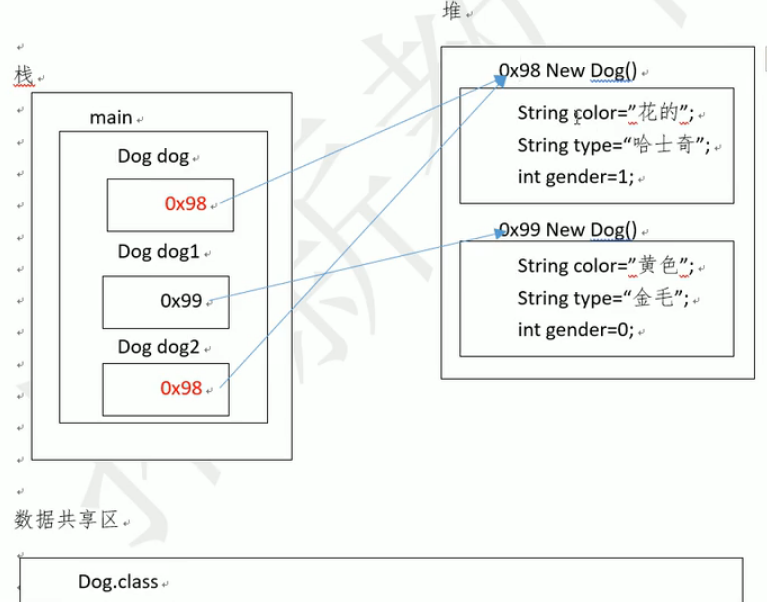 堆
栈
main
Dog dog
0x98
Dog dog1
0x99
Dog dog2
0x98
0x98 New Dog()
String color=”花的”;
String type=“哈士奇”;
int gender=1;
0x99 New Dog()
String color=”黄色”;
String type=“金毛”;
int gender=0;
数据共享区
Dog.class